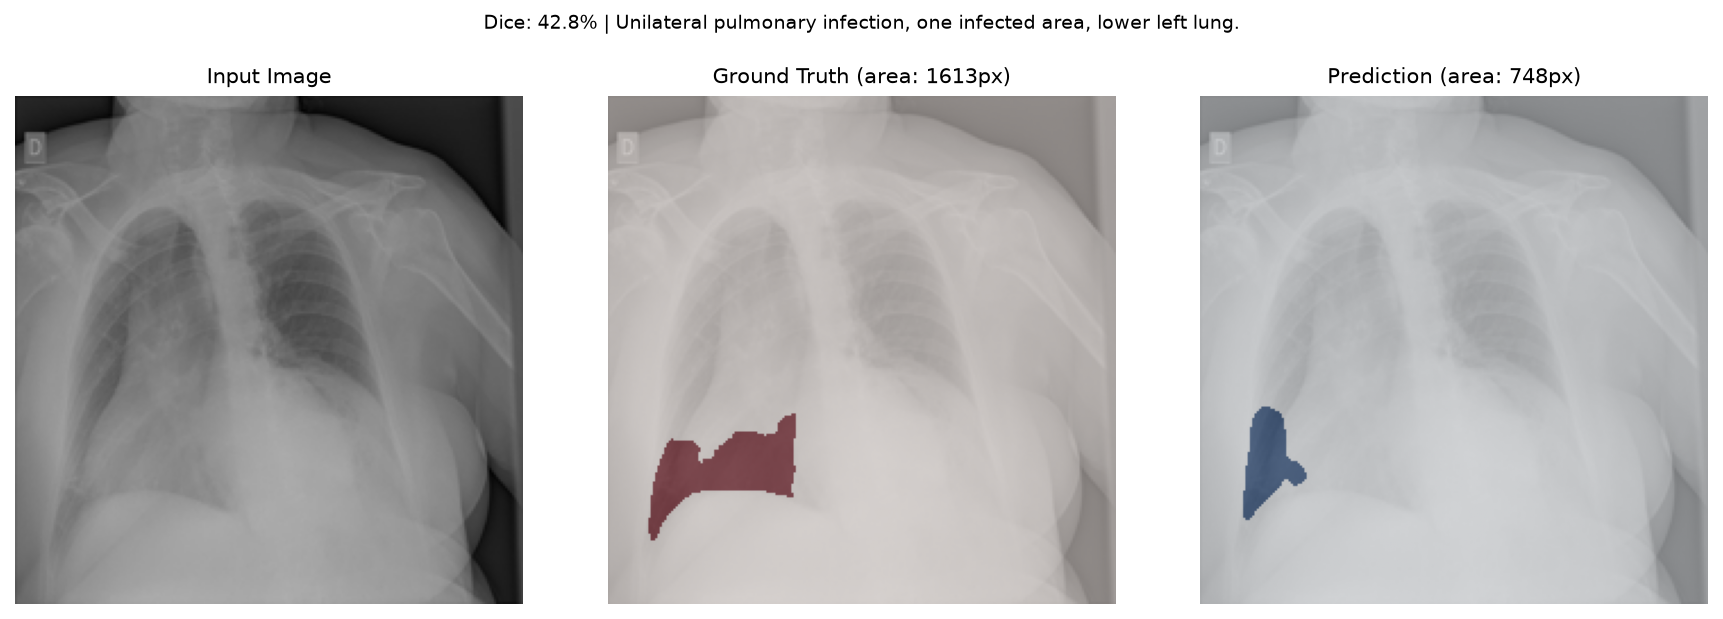 Dice: 42.8% | Unilateral pulmonary infection, one infected area, lower left lung.
Input Image
Ground Truth (area: 1613px)
Prediction (area: 748px)
D
D
D